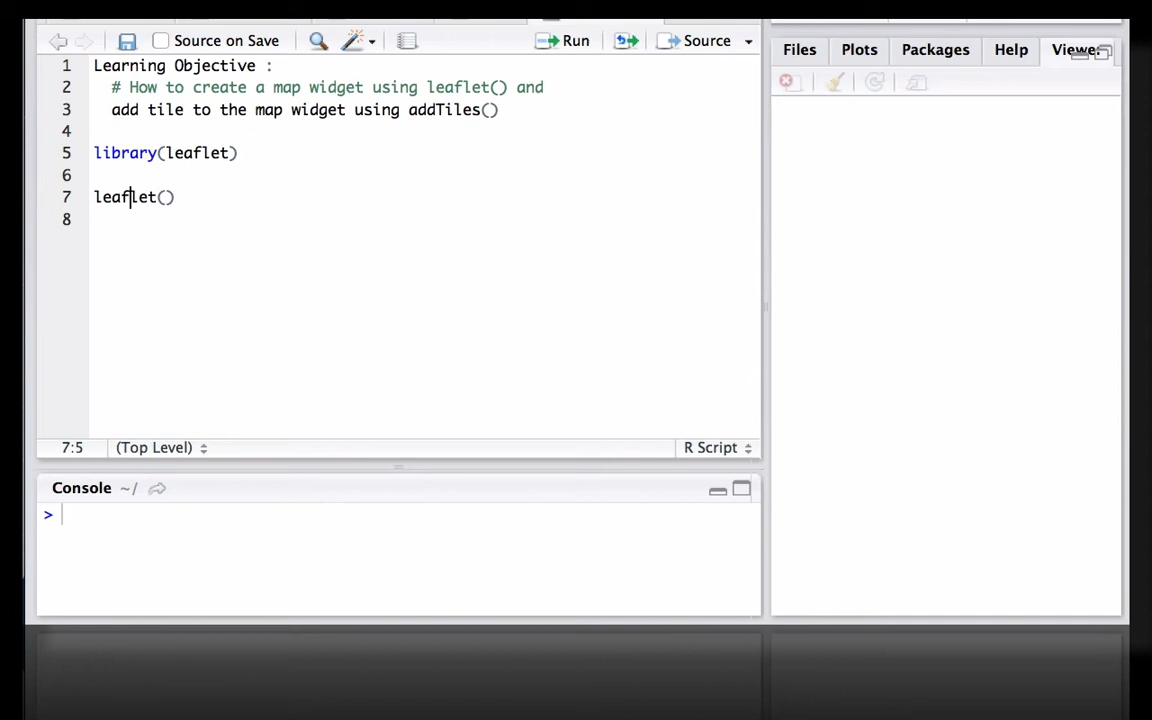 Source on Save
Run
Source
1 Learning Objective :
2 # How to create a map widget using leaflet() and
3 add tile to the map widget using addTiles()
4
5 library(leaflet)
6
7 leaflet()
8
7:5 (Top Level) R Script
Console ~/
>
Files Plots Packages Help Viewer